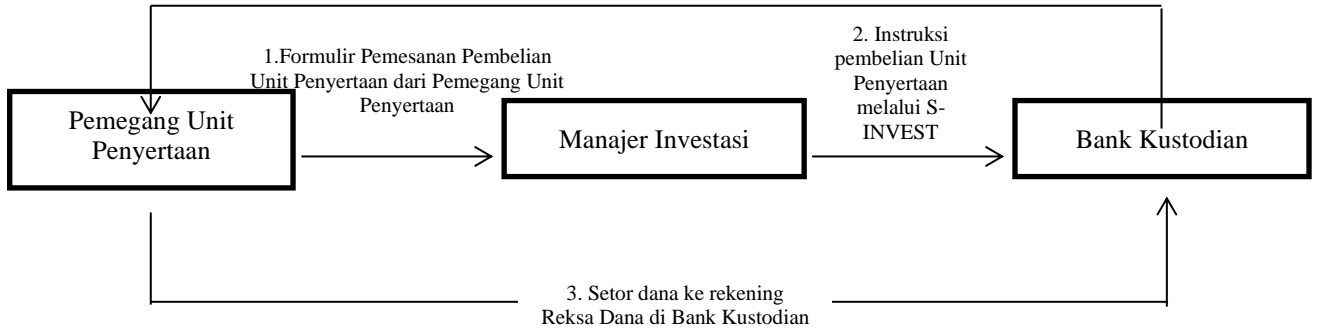 1.Formulir Pemesanan Pembelian
Unit Penyertaan dari Pemegang Unit
Penyertaan
2. Instruksi
pembelian Unit
Penyertaan
melalui S-
INVEST
Pemegang Unit
Penyertaan
Manajer Investasi
Bank Kustodian
3. Setor dana ke rekening
Reksa Dana di Bank Kustodian